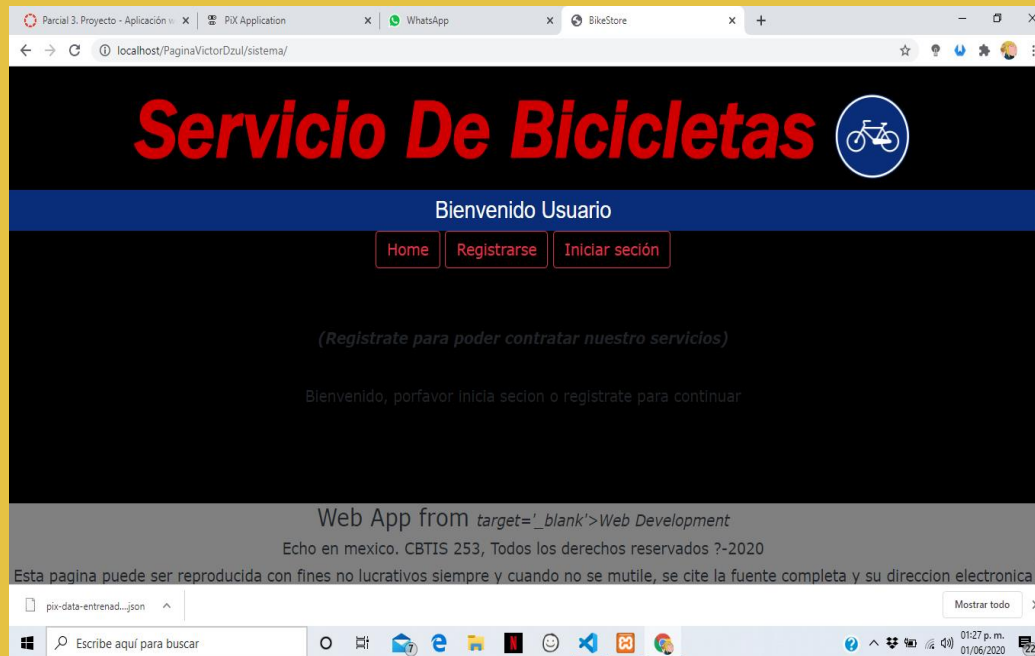 Parcial 3. Proyecto - Aplicación w
PiX Application
WhatsApp
BikeStore
localhost/PaginaVictorDzul/sistema/
Servicio De Bicicletas
Bienvenido Usuario
Home
Registrarse
Iniciar seción
(Registrate para poder contratar nuestro servicios)
Bienvenido, porfavor inicia secion o registrate para continuar
Web App from target='_blank'>Web Development
Echo en mexico. CBTIS 253, Todos los derechos reservados ?-2020
Esta pagina puede ser reproducida con fines no lucrativos siempre y cuando no se mutile, se cite la fuente completa y su direccion electronica
pix-data-entrenad....json
Mostrar todo
Escribe aquí para buscar
7
N
01:27 p. m.
01/06/2020